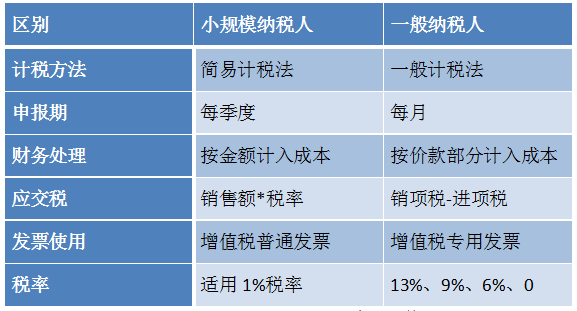 区别 小规模纳税人 一般纳税人
计税方法 简易计税法 一般计税法
申报期 每季度 每月
财务处理 按金额计入成本 按价款部分计入成本
应交税 销售额*税率 销项税-进项税
发票使用 增值税普通发票 增值税专用发票
税率 适用1%税率 13%、9%、6%、0